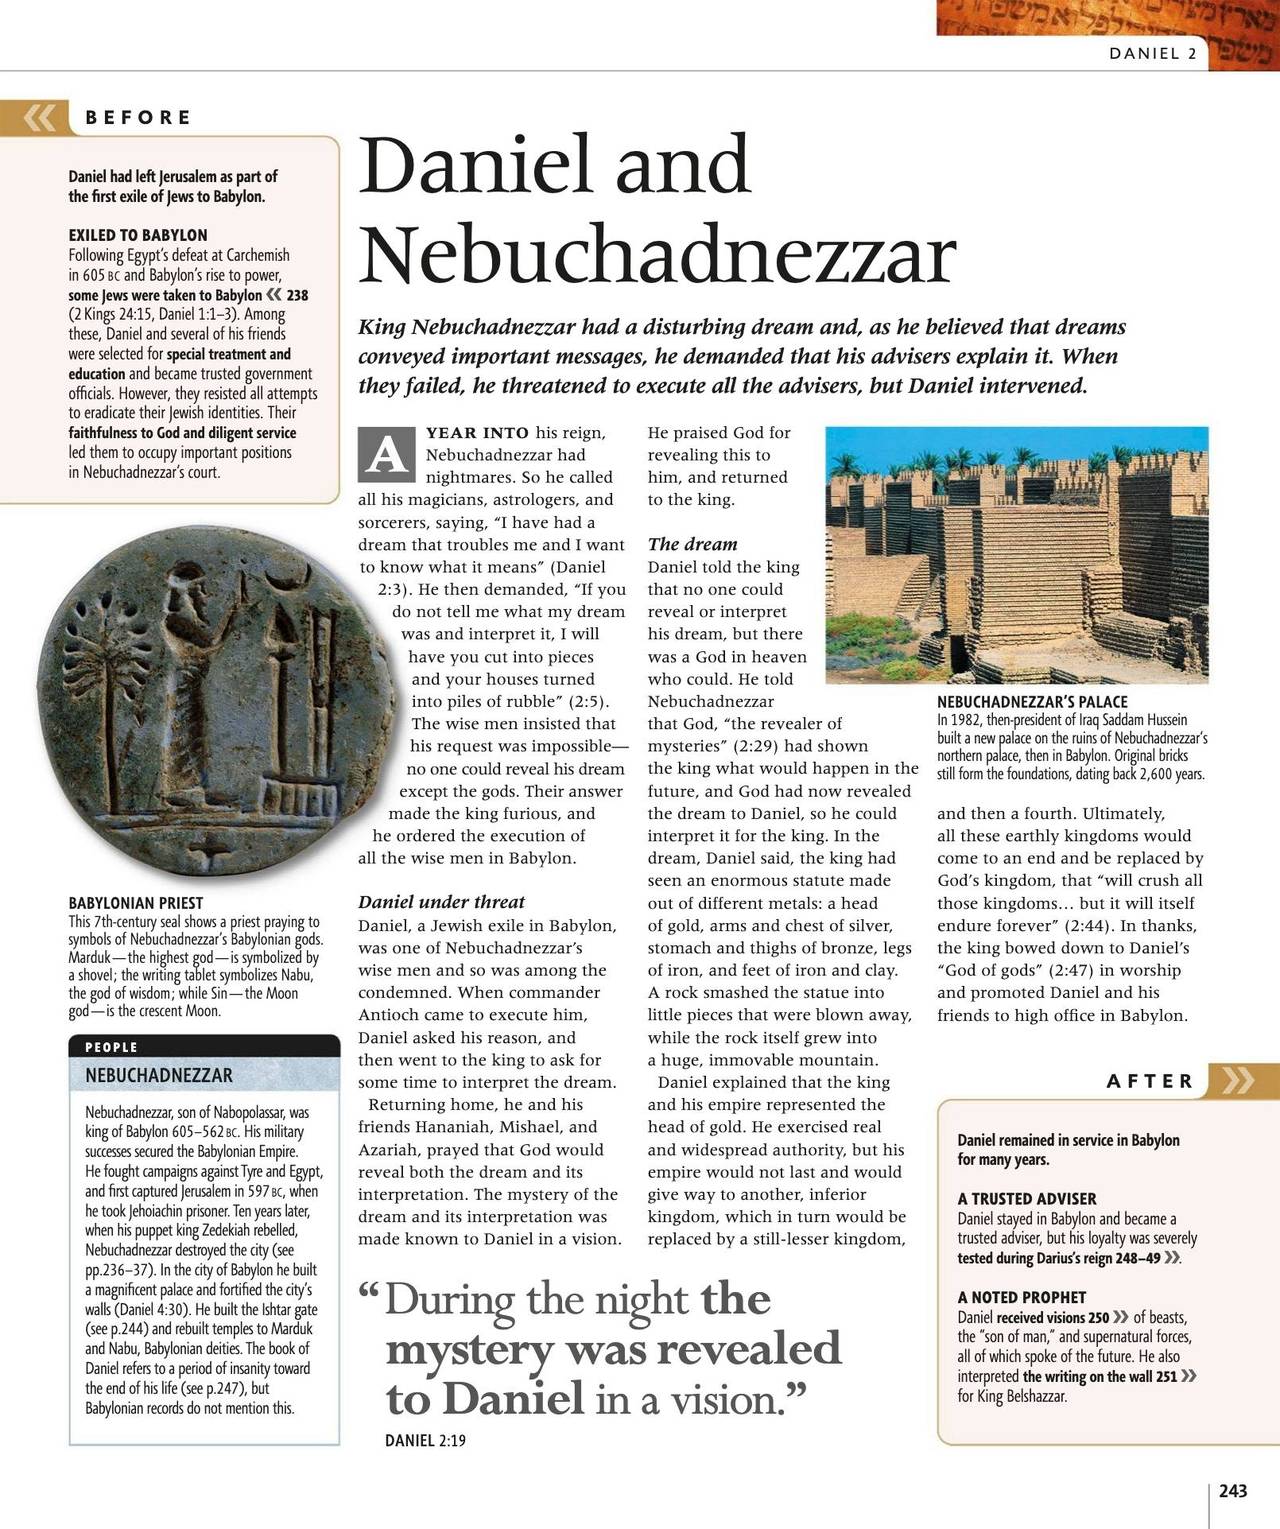 DANIEL 2
BEFORE
Daniel had left Jerusalem as part of
the first exile of Jews to Babylon.
EXILED TO BABYLON
Following Egypt’s defeat at Carchemish
in 605 BC and Babylon’s rise to power,
some Jews were taken to Babylon « 238
(2 Kings 24:15, Daniel 1:1–3). Among
these, Daniel and several of his friends
were selected for special treatment and
education and became trusted government
officials. However, they resisted all attempts
to eradicate their Jewish identities. Their
faithfulness to God and diligent service
led them to occupy important positions
in Nebuchadnezzar’s court.
BABYLONIAN PRIEST
This 7th-century seal shows a priest praying to
symbols of Nebuchadnezzar’s Babylonian gods.
Marduk—the highest god—is symbolized by
a shovel; the writing tablet symbolizes Nabu,
the god of wisdom; while Sin—the Moon
god—is the crescent Moon.
PEOPLE
NEBUCHADNEZZAR
Nebuchadnezzar, son of Nabopolassar, was
king of Babylon 605–562 BC. His military
successes secured the Babylonian Empire.
He fought campaigns against Tyre and Egypt,
and first captured Jerusalem in 597 BC, when
he took Jehoiachin prisoner. Ten years later,
when his puppet king Zedekiah rebelled,
Nebuchadnezzar destroyed the city (see
pp.236–37). In the city of Babylon he built
a magnificent palace and fortified the city’s
walls (Daniel 4:30). He built the Ishtar gate
(see p.244) and rebuilt temples to Marduk
and Nabu, Babylonian deities. The book of
Daniel refers to a period of insanity toward
the end of his life (see p.247), but
Babylonian records do not mention this.
Daniel and
Nebuchadnezzar
King Nebuchadnezzar had a disturbing dream and, as he believed that dreams
conveyed important messages, he demanded that his advisers explain it. When
they failed, he threatened to execute all the advisers, but Daniel intervened.
A YEAR INTO his reign,
Nebuchadnezzar had
nightmares. So he called
all his magicians, astrologers, and
sorcerers, saying, “I have had a
dream that troubles me and I want
to know what it means” (Daniel
2:3). He then demanded, “If you
do not tell me what my dream
was and interpret it, I will
have you cut into pieces
and your houses turned
into piles of rubble” (2:5).
The wise men insisted that
his request was impossible—
no one could reveal his dream
except the gods. Their answer
made the king furious, and
he ordered the execution of
all the wise men in Babylon.
Daniel under threat
Daniel, a Jewish exile in Babylon,
was one of Nebuchadnezzar’s
wise men and so was among the
condemned. When commander
Antioch came to execute him,
Daniel asked his reason, and
then went to the king to ask for
some time to interpret the dream.
Returning home, he and his
friends Hananiah, Mishael, and
Azariah, prayed that God would
reveal both the dream and its
interpretation. The mystery of the
dream and its interpretation was
made known to Daniel in a vision.
He praised God for
revealing this to
him, and returned
to the king.
The dream
Daniel told the king
that no one could
reveal or interpret
his dream, but there
was a God in heaven
who could. He told
Nebuchadnezzar
that God, “the revealer of
mysteries” (2:29) had shown
the king what would happen in the
future, and God had now revealed
the dream to Daniel, so he could
interpret it for the king. In the
dream, Daniel said, the king had
seen an enormous statute made
out of different metals: a head
of gold, arms and chest of silver,
stomach and thighs of bronze, legs
of iron, and feet of iron and clay.
A rock smashed the statue into
little pieces that were blown away,
while the rock itself grew into
a huge, immovable mountain.
Daniel explained that the king
and his empire represented the
head of gold. He exercised real
and widespread authority, but his
empire would not last and would
give way to another, inferior
kingdom, which in turn would be
replaced by a still-lesser kingdom,
NEBUCHADNEZZAR’S PALACE
In 1982, then-president of Iraq Saddam Hussein
built a new palace on the ruins of Nebuchadnezzar’s
northern palace, then in Babylon. Original bricks
still form the foundations, dating back 2,600 years.
and then a fourth. Ultimately,
all these earthly kingdoms would
come to an end and be replaced by
God’s kingdom, that “will crush all
those kingdoms… but it will itself
endure forever” (2:44). In thanks,
the king bowed down to Daniel’s
“God of gods” (2:47) in worship
and promoted Daniel and his
friends to high office in Babylon.
“During the night the
mystery was revealed
to Daniel in a vision.”
DANIEL 2:19
AFTER
Daniel remained in service in Babylon
for many years.
A TRUSTED ADVISER
Daniel stayed in Babylon and became a
trusted adviser, but his loyalty was severely
tested during Darius’s reign 248–49 ».
A NOTED PROPHET
Daniel received visions 250 » of beasts,
the “son of man,” and supernatural forces,
all of which spoke of the future. He also
interpreted the writing on the wall 251 »
for King Belshazzar.
243